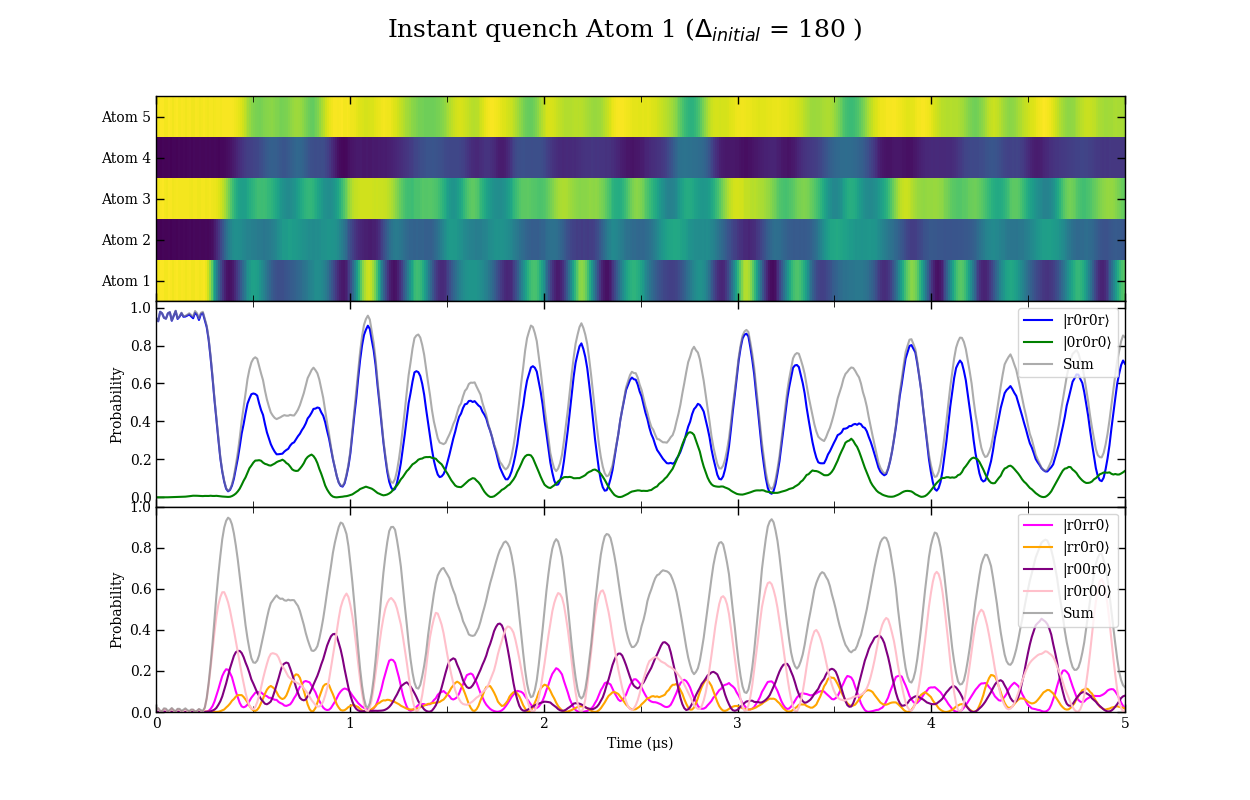 Instant quench Atom 1 (Δinitial = 180 )
Atom 5
Atom 4
Atom 3
Atom 2
Atom 1
1.0
0.8
0.6
0.4
0.2
0.0
Probability
|r0r0r⟩
|0r0r0⟩
Sum
1.0
0.8
0.6
0.4
0.2
0.0
Probability
|r0rr0⟩
|rr0r0⟩
|r00r0⟩
|r0r00⟩
Sum
0 1 2 3 4 5
Time (μs)